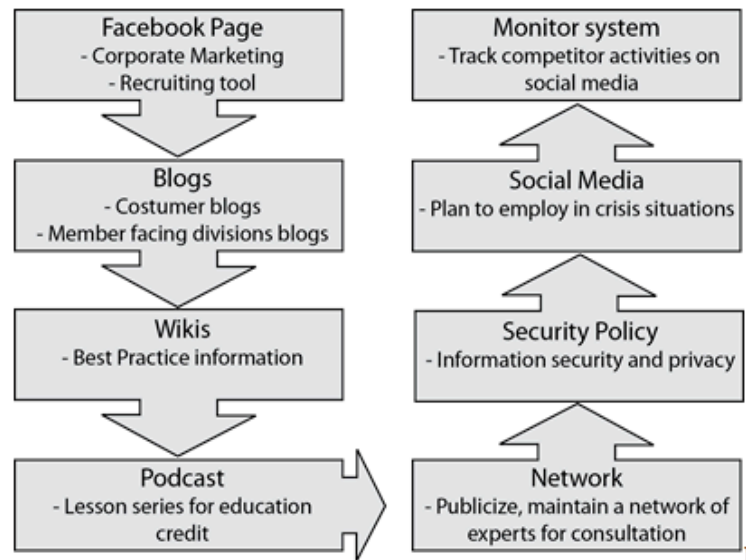 Facebook Page
- Corporate Marketing
- Recruiting tool
Blogs
- Costumer blogs
- Member facing divisions blogs
Wikis
- Best Practice information
Podcast
- Lesson series for education
credit
Network
- Publicize, maintain a network of
experts for consultation
Security Policy
- Information security and privacy
Social Media
- Plan to employ in crisis situations
Monitor system
- Track competitor activities on
social media